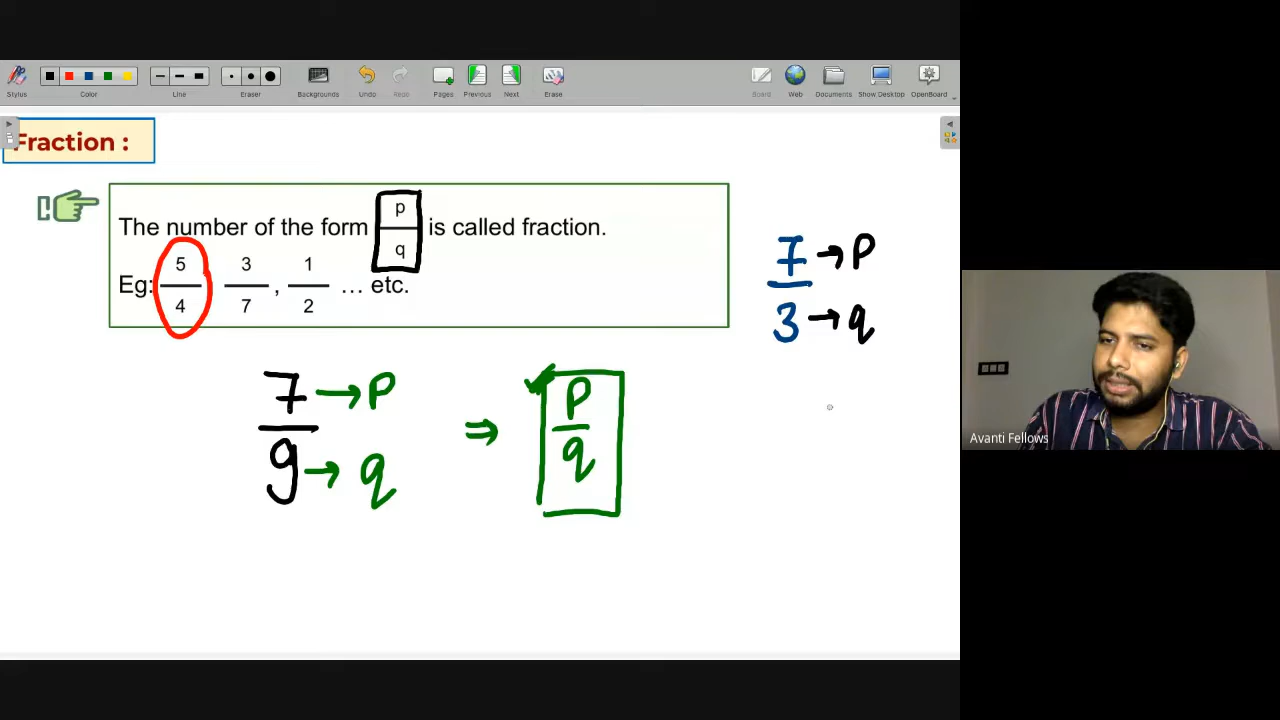 Stylus Color Line Eraser Backgrounds Undo Redo Pages Previous Next Erase Board Web Documents Show Desktop OpenBoard
Fraction :
The number of the form p/q is called fraction.
Eg: 5/4 3/7 , 1/2 … etc.
7 → P
3 → q
7 → P
9 → q
⇒ P/q
Avanti Fellows